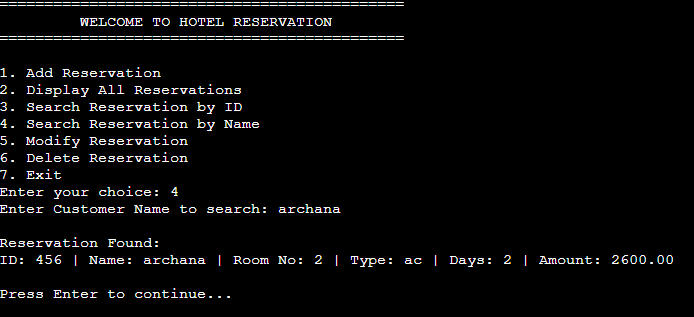 ===============================================
WELCOME TO HOTEL RESERVATION
===============================================
1. Add Reservation
2. Display All Reservations
3. Search Reservation by ID
4. Search Reservation by Name
5. Modify Reservation
6. Delete Reservation
7. Exit
Enter your choice: 4
Enter Customer Name to search: archana
Reservation Found:
ID: 456 | Name: archana | Room No: 2 | Type: ac | Days: 2 | Amount: 2600.00
Press Enter to continue...